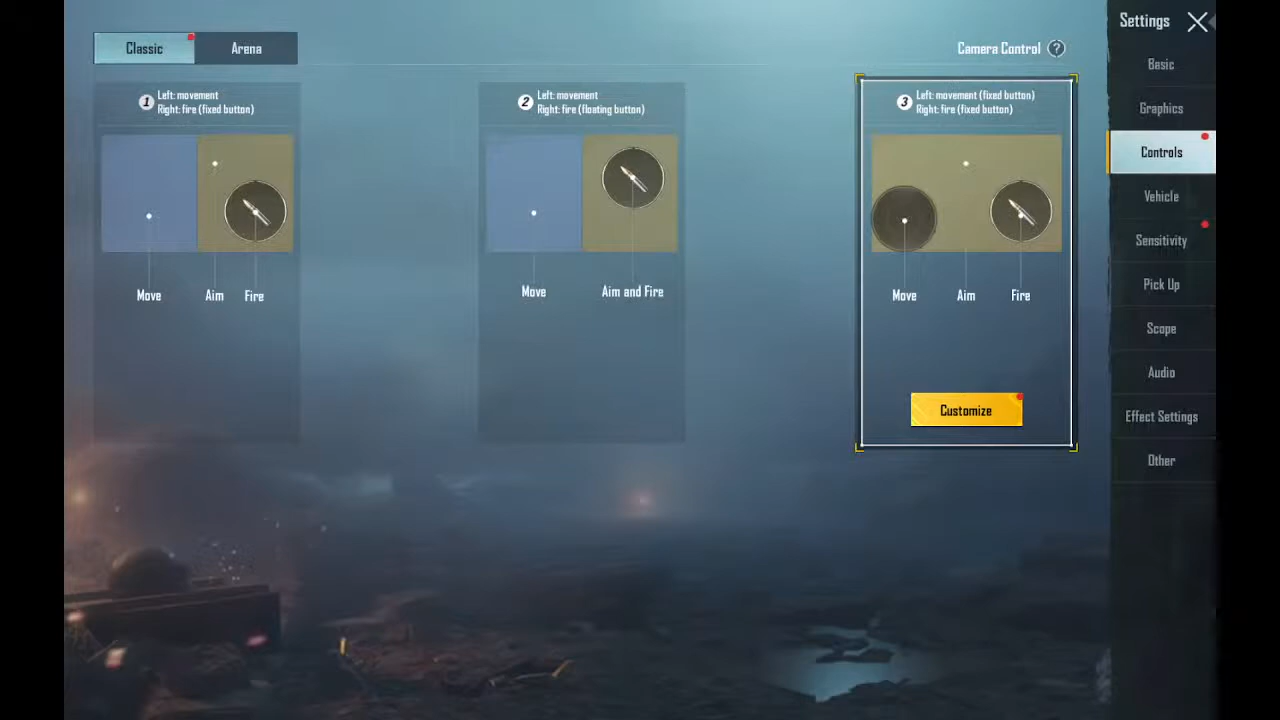 Classic
Arena
Camera Control ?
Settings
1 Left: movement
Right: fire (fixed button)
Move
Aim
Fire
2 Left: movement
Right: fire (floating button)
Move
Aim and Fire
3 Left: movement (fixed button)
Right: fire (fixed button)
Move
Aim
Fire
Customize
Basic
Graphics
Controls
Vehicle
Sensitivity
Pick Up
Scope
Audio
Effect Settings
Other